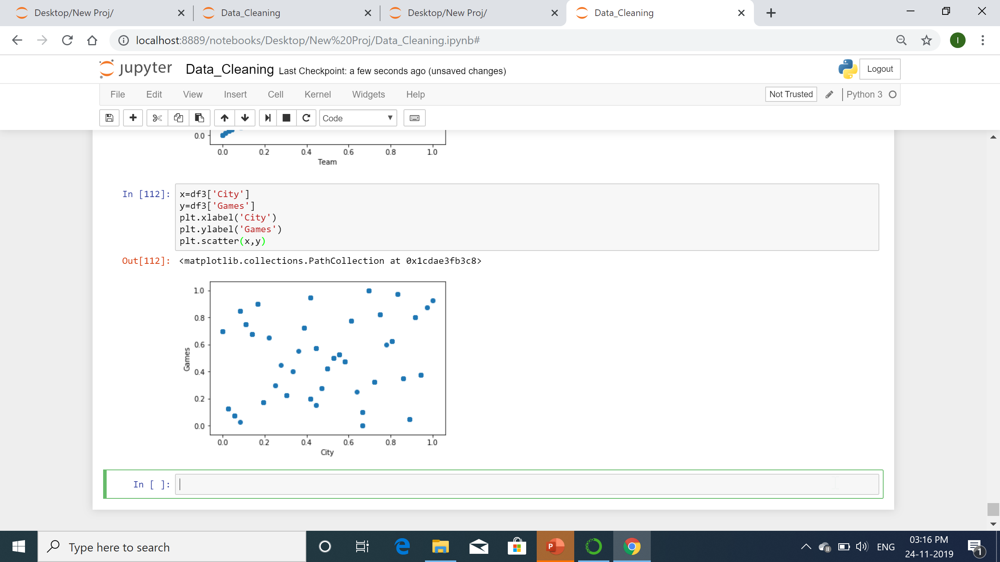 Desktop/New Proj/
Data_Cleaning
Desktop/New Proj/
Data_Cleaning
localhost:8889/notebooks/Desktop/New%20Proj/Data_Cleaning.ipynb#
I
jupyter
Data_Cleaning Last Checkpoint: a few seconds ago (unsaved changes)
Logout
File Edit View Insert Cell Kernel Widgets Help
Not Trusted
Python 3
Code
0.0
0.0 0.2 0.4 0.6 0.8 1.0
Team
In [112]:
x=df3['City']
y=df3['Games']
plt.xlabel('City')
plt.ylabel('Games')
plt.scatter(x,y)
Out[112]: <matplotlib.collections.PathCollection at 0x1cdae3fb3c8>
1.0
0.8
0.6
Games
0.4
0.2
0.0
0.0 0.2 0.4 0.6 0.8 1.0
City
In [ ]:
Type here to search
P
ENG
03:16 PM
24-11-2019
1